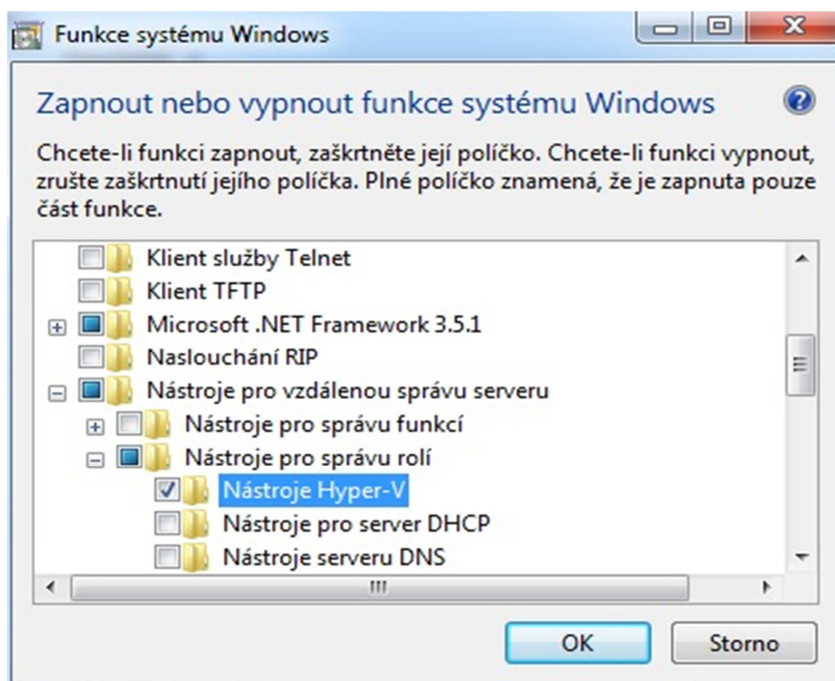 Funkce systému Windows
Zapnout nebo vypnout funkce systému Windows
Chcete-li funkci zapnout, zaškrtněte její políčko. Chcete-li funkci vypnout,
zrušte zaškrtnutí jejího políčka. Plné políčko znamená, že je zapnuta pouze
část funkce.
Klient služby Telnet
Klient TFTP
Microsoft .NET Framework 3.5.1
Naslouchání RIP
Nástroje pro vzdálenou správu serveru
Nástroje pro správu funkcí
Nástroje pro správu rolí
Nástroje Hyper-V
Nástroje pro server DHCP
Nástroje serveru DNS
OK
Storno